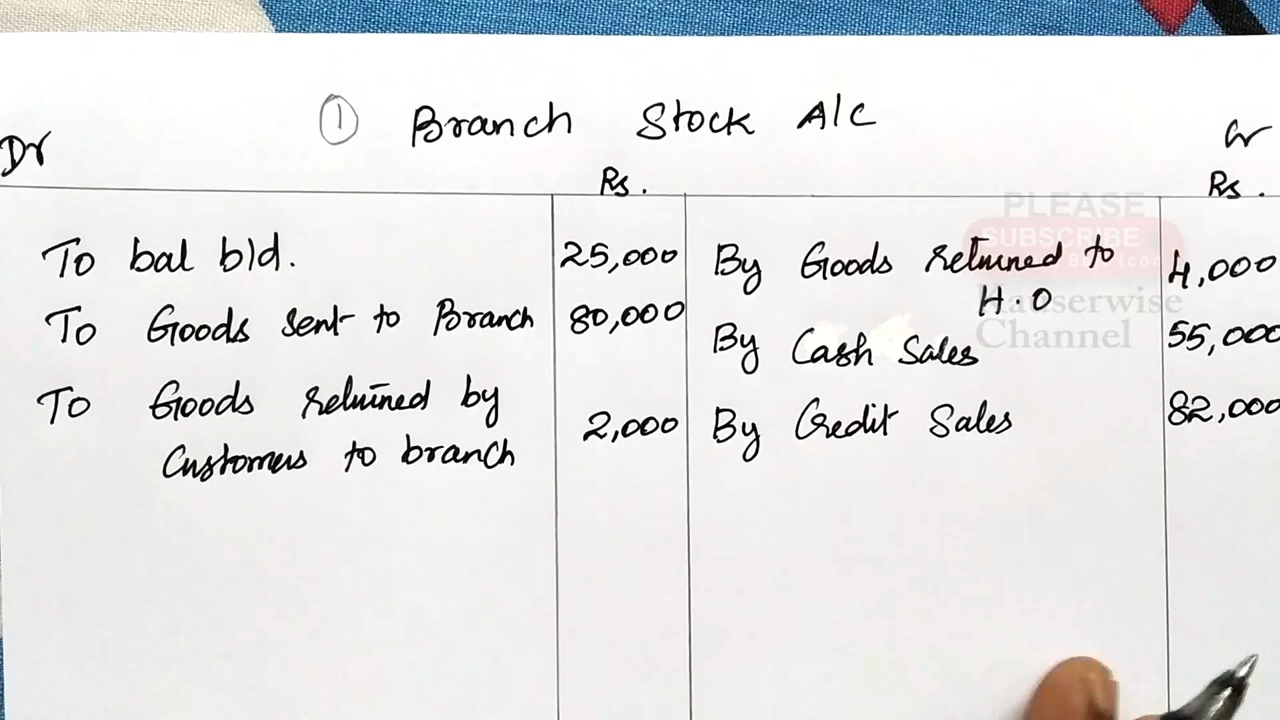 ① Branch Stock A/C
Dr
Cr
Rs.
Rs.
To bal b/d. 25,000
To Goods sent to Branch 80,000
To Goods returned by
Customers to branch 2,000
By Goods returned to
H.O 4,000
By Cash Sales 55,000
By Credit Sales 82,000
PLEASE
SUBSCRIBE
Channel